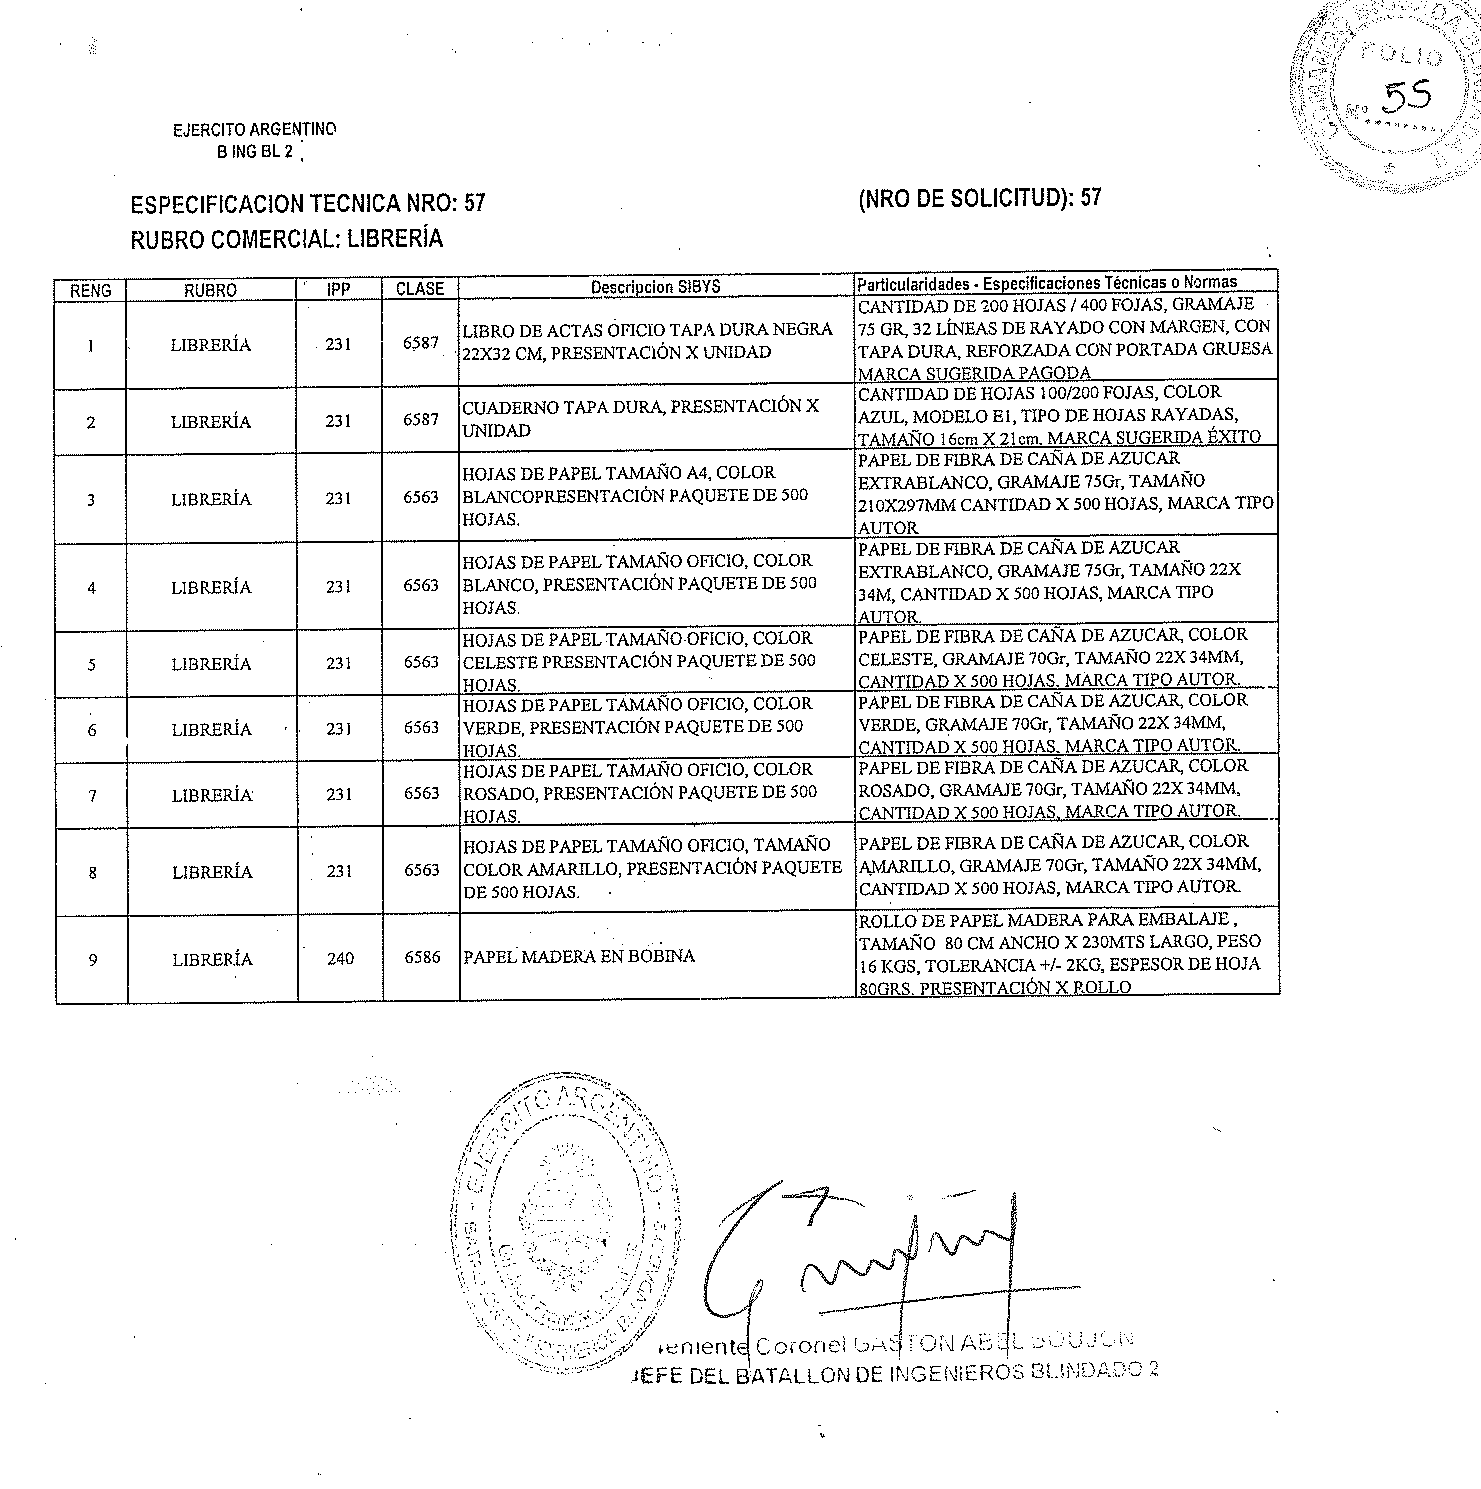 FOLIO
Nº 55
EJERCITO ARGENTINO
B ING BL 2
ESPECIFICACION TECNICA NRO: 57
(NRO DE SOLICITUD): 57
RUBRO COMERCIAL: LIBRERÍA
RENG RUBRO IPP CLASE Descripcion SIBYS Particularidades - Especificaciones Técnicas o Normas
1 LIBRERÍA 231 6587
LIBRO DE ACTAS OFICIO TAPA DURA NEGRA
22X32 CM, PRESENTACIÓN X UNIDAD
CANTIDAD DE 200 HOJAS / 400 FOJAS, GRAMAJE
75 GR, 32 LÍNEAS DE RAYADO CON MARGEN, CON
TAPA DURA, REFORZADA CON PORTADA GRUESA
MARCA SUGERIDA PAGODA
2 LIBRERÍA 231 6587
CUADERNO TAPA DURA, PRESENTACIÓN X
UNIDAD
CANTIDAD DE HOJAS 100/200 FOJAS, COLOR
AZUL, MODELO E1, TIPO DE HOJAS RAYADAS,
TAMAÑO 16cm X 21cm. MARCA SUGERIDA ÉXITO
3 LIBRERÍA 231 6563
HOJAS DE PAPEL TAMAÑO A4, COLOR
BLANCOPRESENTACIÓN PAQUETE DE 500
HOJAS.
PAPEL DE FIBRA DE CAÑA DE AZUCAR
EXTRABLANCO, GRAMAJE 75Gr, TAMAÑO
210X297MM CANTIDAD X 500 HOJAS, MARCA TIPO
AUTOR
4 LIBRERÍA 231 6563
HOJAS DE PAPEL TAMAÑO OFICIO, COLOR
BLANCO, PRESENTACIÓN PAQUETE DE 500
HOJAS.
PAPEL DE FIBRA DE CAÑA DE AZUCAR
EXTRABLANCO, GRAMAJE 75Gr, TAMAÑO 22X
34M, CANTIDAD X 500 HOJAS, MARCA TIPO
AUTOR.
5 LIBRERÍA 231 6563
HOJAS DE PAPEL TAMAÑO OFICIO, COLOR
CELESTE PRESENTACIÓN PAQUETE DE 500
HOJAS.
PAPEL DE FIBRA DE CAÑA DE AZUCAR, COLOR
CELESTE, GRAMAJE 70Gr, TAMAÑO 22X 34MM,
CANTIDAD X 500 HOJAS. MARCA TIPO AUTOR.
6 LIBRERÍA 231 6563
HOJAS DE PAPEL TAMAÑO OFICIO, COLOR
VERDE, PRESENTACIÓN PAQUETE DE 500
HOJAS.
PAPEL DE FIBRA DE CAÑA DE AZUCAR, COLOR
VERDE, GRAMAJE 70Gr, TAMAÑO 22X 34MM,
CANTIDAD X 500 HOJAS. MARCA TIPO AUTOR.
7 LIBRERÍA 231 6563
HOJAS DE PAPEL TAMAÑO OFICIO, COLOR
ROSADO, PRESENTACIÓN PAQUETE DE 500
HOJAS.
PAPEL DE FIBRA DE CAÑA DE AZUCAR, COLOR
ROSADO, GRAMAJE 70Gr, TAMAÑO 22X 34MM,
CANTIDAD X 500 HOJAS, MARCA TIPO AUTOR.
8 LIBRERÍA 231 6563
HOJAS DE PAPEL TAMAÑO OFICIO, TAMAÑO
COLOR AMARILLO, PRESENTACIÓN PAQUETE
DE 500 HOJAS.
PAPEL DE FIBRA DE CAÑA DE AZUCAR, COLOR
AMARILLO, GRAMAJE 70Gr, TAMAÑO 22X 34MM,
CANTIDAD X 500 HOJAS, MARCA TIPO AUTOR.
9 LIBRERÍA 240 6586
PAPEL MADERA EN BOBINA
ROLLO DE PAPEL MADERA PARA EMBALAJE ,
TAMAÑO 80 CM ANCHO X 230MTS LARGO, PESO
16 KGS, TOLERANCIA +/- 2KG, ESPESOR DE HOJA
80GRS. PRESENTACIÓN X ROLLO
EJERCITO ARGENTINO
Teniente Coronel GASTON ABEL BOUJON
JEFE DEL BATALLON DE INGENIEROS BLINDADO 2